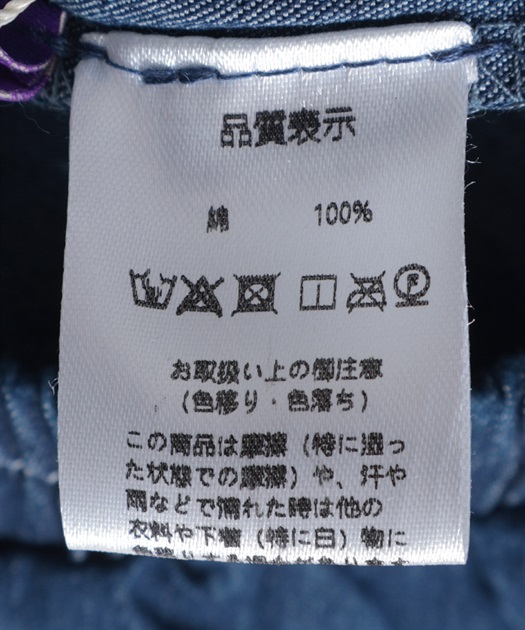 品質表示
綿 100%
P
お取扱い上の御注意
(色移り・色落ち)
この商品は摩擦(特に湿っ
た状態での摩擦)や、汗や
雨などで濡れた時は他の
衣料や下着(特に白)物に